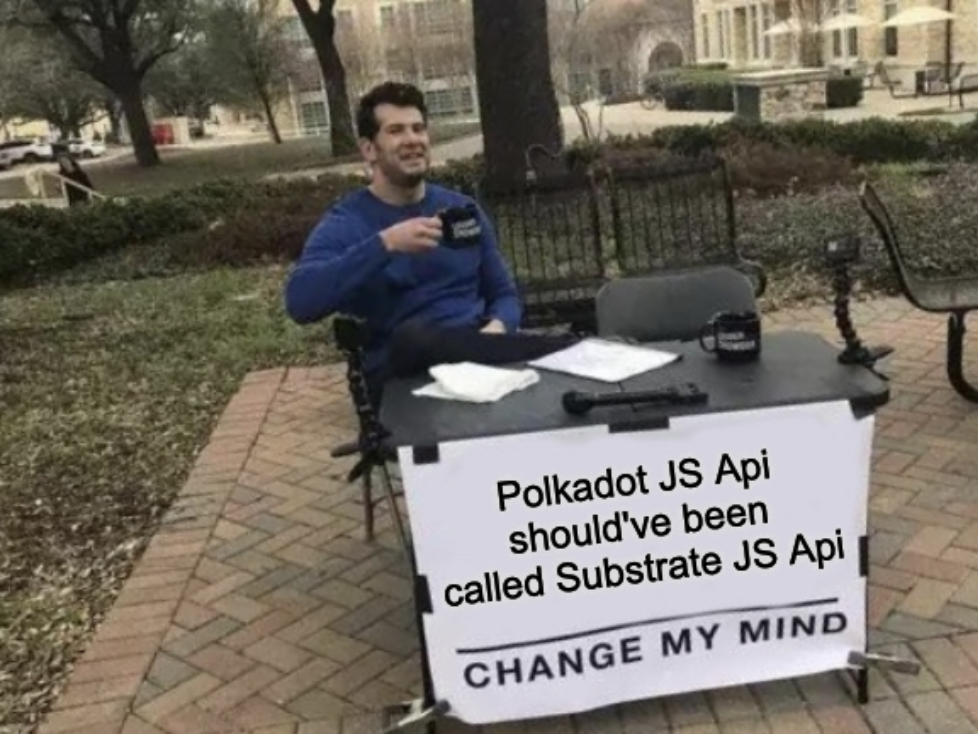 Polkadot JS Api
should've been
called Substrate JS Api
CHANGE MY MIND